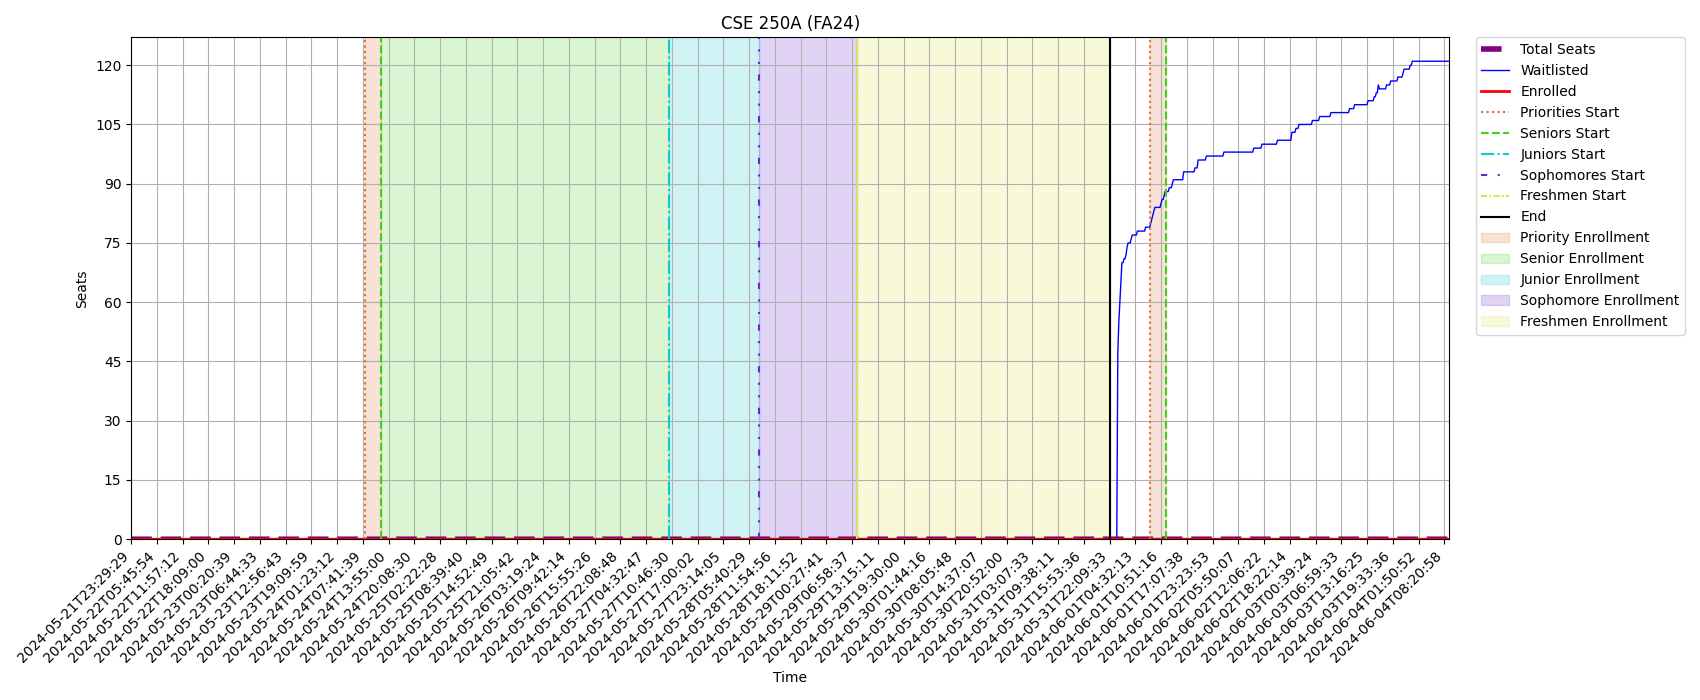 CSE 250A (FA24)
Seats
120
105
90
75
60
45
30
15
0
2024-05-21T23:29:29
2024-05-22T05:45:54
2024-05-22T11:57:12
2024-05-22T18:09:00
2024-05-23T00:20:39
2024-05-23T06:44:33
2024-05-23T12:56:43
2024-05-23T19:09:59
2024-05-24T01:23:12
2024-05-24T07:41:39
2024-05-24T13:55:00
2024-05-24T20:08:30
2024-05-25T02:22:28
2024-05-25T08:39:40
2024-05-25T14:52:49
2024-05-25T21:05:42
2024-05-26T03:19:24
2024-05-26T09:42:14
2024-05-26T15:55:26
2024-05-26T22:08:48
2024-05-27T04:32:47
2024-05-27T10:46:30
2024-05-27T17:00:02
2024-05-27T23:14:05
2024-05-28T05:40:29
2024-05-28T11:54:56
2024-05-28T18:11:52
2024-05-29T00:27:41
2024-05-29T06:58:37
2024-05-29T13:15:11
2024-05-29T19:30:00
2024-05-30T01:44:16
2024-05-30T08:05:48
2024-05-30T14:37:07
2024-05-30T20:52:00
2024-05-31T03:07:33
2024-05-31T09:38:11
2024-05-31T15:53:36
2024-05-31T22:09:33
2024-06-01T04:32:13
2024-06-01T10:51:16
2024-06-01T17:07:38
2024-06-01T23:23:53
2024-06-02T05:50:07
2024-06-02T12:06:22
2024-06-02T18:22:14
2024-06-03T00:39:24
2024-06-03T06:59:33
2024-06-03T13:16:25
2024-06-03T19:33:36
2024-06-04T01:50:52
2024-06-04T08:20:58
Time
Total Seats
Waitlisted
Enrolled
Priorities Start
Seniors Start
Juniors Start
Sophomores Start
Freshmen Start
End
Priority Enrollment
Senior Enrollment
Junior Enrollment
Sophomore Enrollment
Freshmen Enrollment